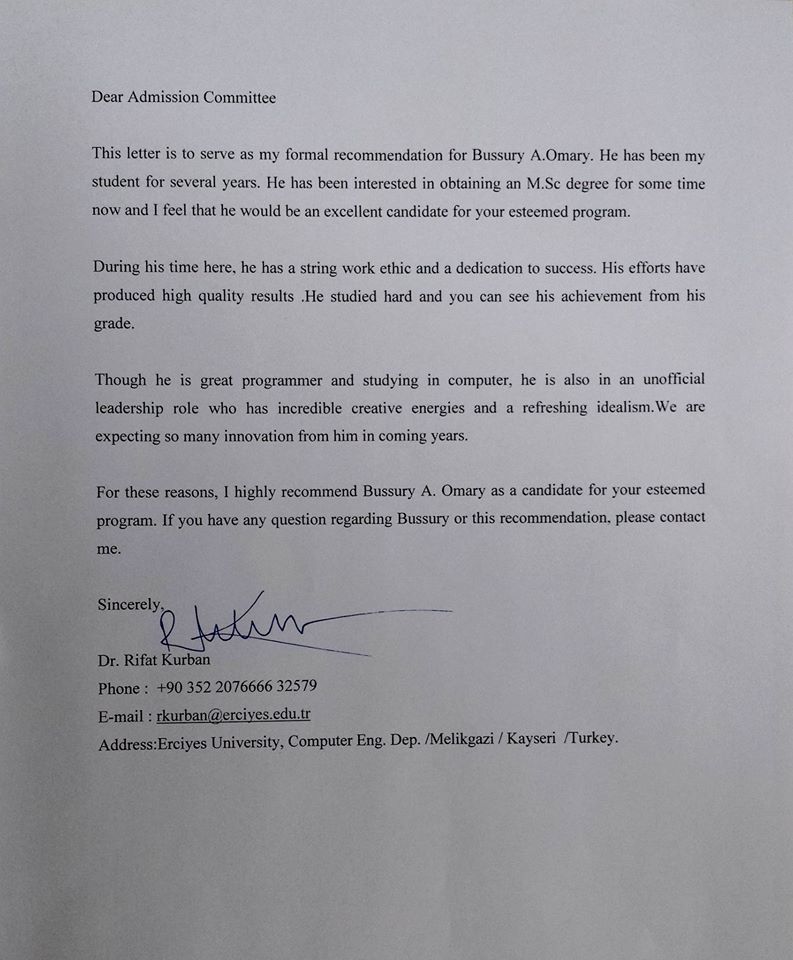 Dear Admission Committee
This letter is to serve as my formal recommendation for Bussury A.Omary. He has been my
student for several years. He has been interested in obtaining an M.Sc degree for some time
now and I feel that he would be an excellent candidate for your esteemed program.
During his time here, he has a string work ethic and a dedication to success. His efforts have
produced high quality results .He studied hard and you can see his achievement from his
grade.
Though he is great programmer and studying in computer, he is also in an unofficial
leadership role who has incredible creative energies and a refreshing idealism.We are
expecting so many innovation from him in coming years.
For these reasons, I highly recommend Bussury A. Omary as a candidate for your esteemed
program. If you have any question regarding Bussury or this recommendation, please contact
me.
Sincerely,
Dr. Rifat Kurban
Phone : +90 352 2076666 32579
E-mail : rkurban@erciyes.edu.tr
Address:Erciyes University, Computer Eng. Dep. /Melikgazi / Kayseri /Turkey.